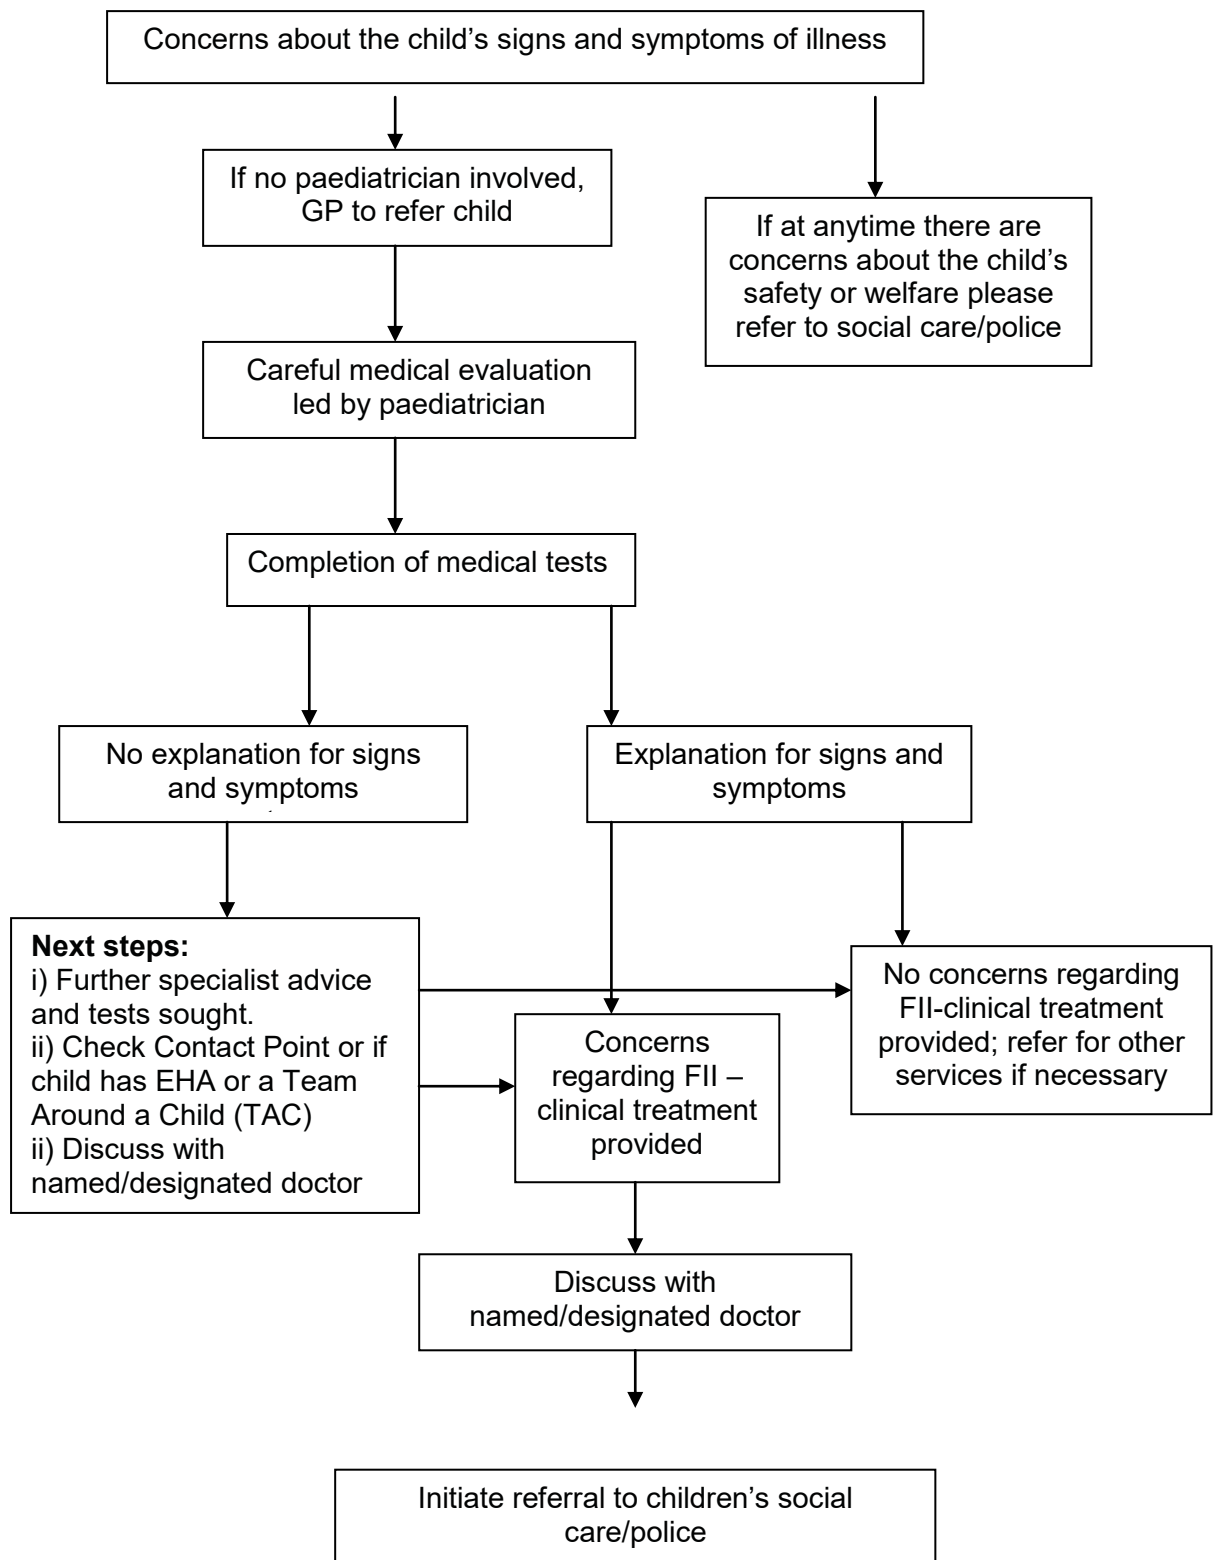 Concerns about the child’s signs and symptoms of illness
If no paediatrician involved,
GP to refer child
If at anytime there are
concerns about the child’s
safety or welfare please
refer to social care/police
Careful medical evaluation
led by paediatrician
Completion of medical tests
No explanation for signs
and symptoms
Explanation for signs and
symptoms
Next steps:
i) Further specialist advice
and tests sought.
ii) Check Contact Point or if
child has EHA or a Team
Around a Child (TAC)
ii) Discuss with
named/designated doctor
Concerns
regarding FII –
clinical treatment
provided
No concerns regarding
FII-clinical treatment
provided; refer for other
services if necessary
Discuss with
named/designated doctor
Initiate referral to children’s social
care/police